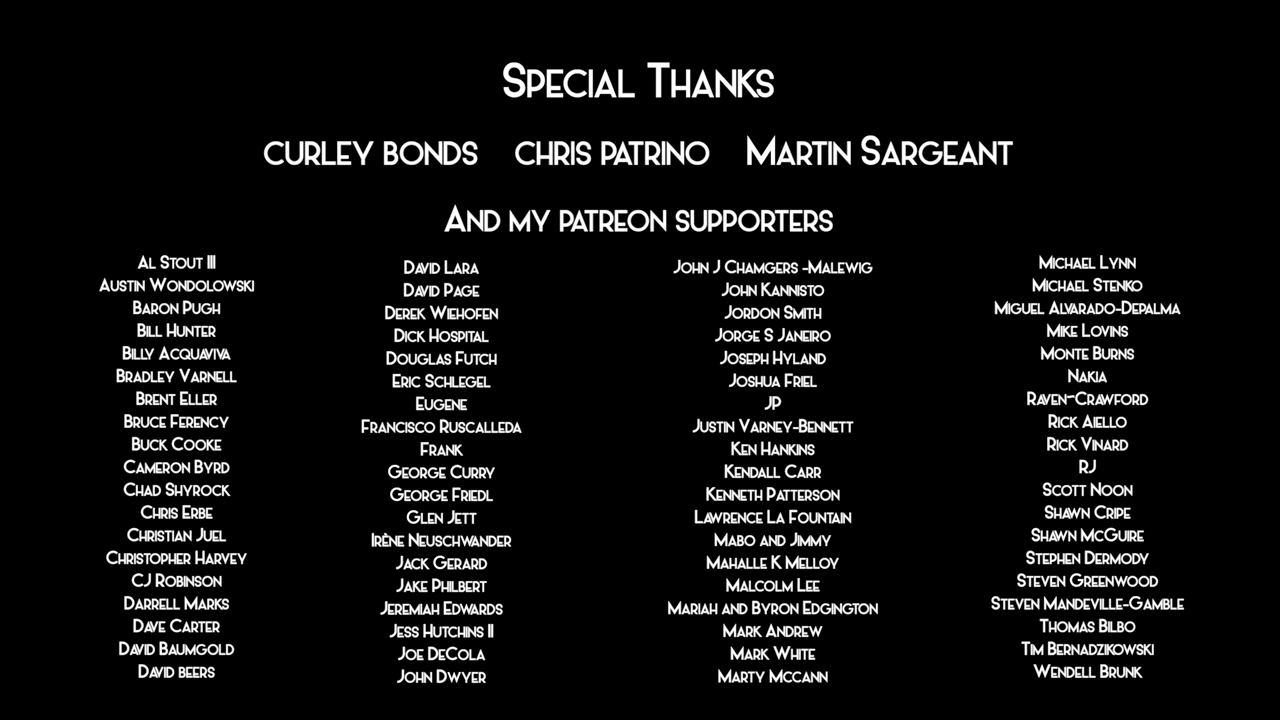 Special Thanks
Curley Bonds Chris Patrino Martin Sargeant
And my patreon supporters
Al Stout III
Austin Wondolowski
Baron Pugh
Bill Hunter
Billy Acquaviva
Bradley Varnell
Brent Eller
Bruce Ferency
Buck Cooke
Cameron Byrd
Chad Shyrock
Chris Erbe
Christian Juel
Christopher Harvey
CJ Robinson
Darrell Marks
Dave Carter
David Baumgold
David beers
David Lara
David Page
Derek Wiehofen
Dick Hospital
Douglas Futch
Eric Schlegel
Eugene
Francisco Ruscalleda
Frank
George Curry
George Friedl
Glen Jett
Irène Neuschwander
Jack Gerard
Jake Philbert
Jeremiah Edwards
Jess Hutchins II
Joe DeCola
John Dwyer
John J Chamgers -Malewig
John Kannisto
Jordon Smith
Jorge S Janeiro
Joseph Hyland
Joshua Friel
JP
Justin Varney-Bennett
Ken Hankins
Kendall Carr
Kenneth Patterson
Lawrence La Fountain
Mabo and Jimmy
Mahalle K Melloy
Malcolm Lee
Mariah and Byron Edgington
Mark Andrew
Mark White
Marty Mccann
Michael Lynn
Michael Stenko
Miguel Alvarado-Depalma
Mike Lovins
Monte Burns
Nakia
Raven-Crawford
Rick Aiello
Rick Vinard
RJ
Scott Noon
Shawn Cripe
Shawn McGuire
Stephen Dermody
Steven Greenwood
Steven Mandeville-Gamble
Thomas Bilbo
Tim Bernadzikowski
Wendell Brunk